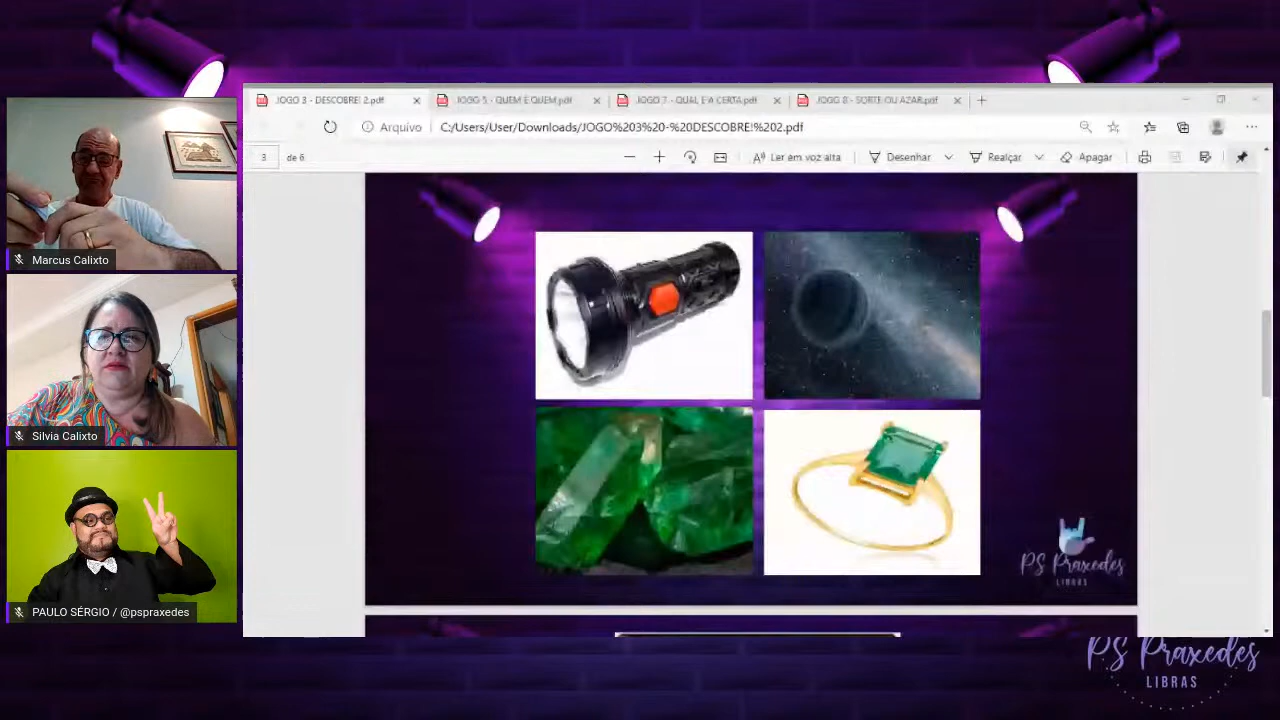 JOGO 3 - DESCOBRE! 2.pdf
JOGO 5 - QUEM É QUEM.pdf
JOGO 7 - QUAL É A CERTA.pdf
JOGO 8 - SORTE OU AZAR.pdf
Arquivo
C:/Users/User/Downloads/JOGO%203%20-%20DESCOBRE!%202.pdf
3 de 6
Ler em voz alta
Desenhar
Realçar
Apagar
Marcus Calixto
Silvia Calixto
PAULO SÉRGIO / @pspraxedes
PS Praxedes
LIBRAS
PS Praxedes
LIBRAS